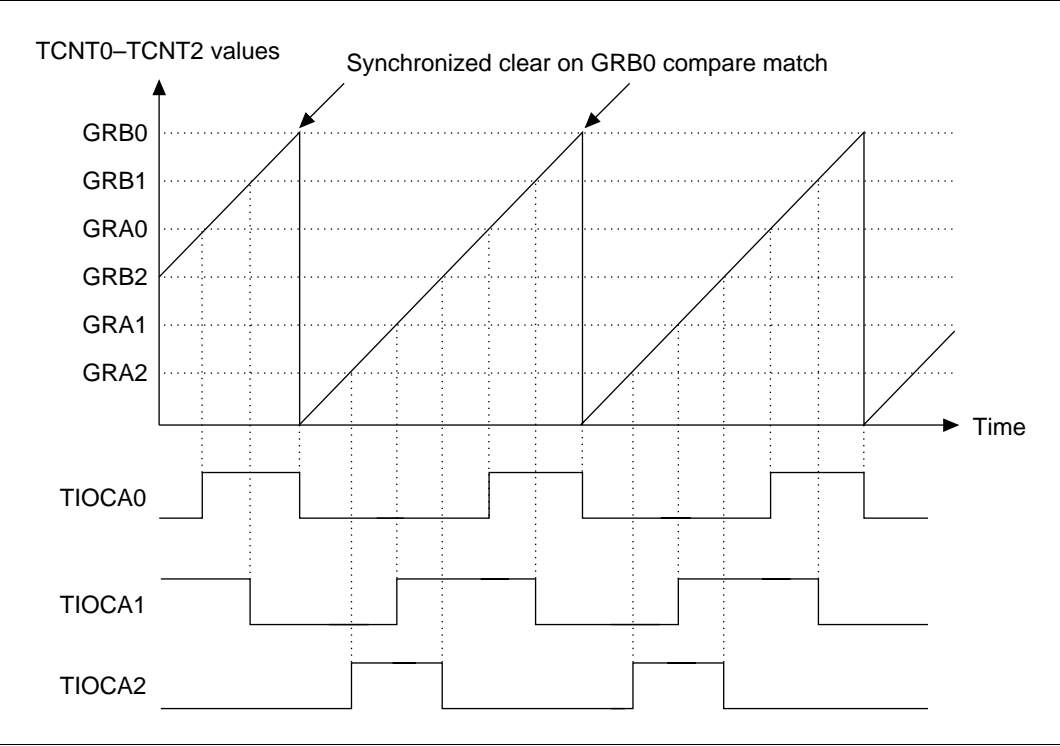 TCNT0–TCNT2 values
Synchronized clear on GRB0 compare match
GRB0
GRB1
GRA0
GRB2
GRA1
GRA2
Time
TIOCA0
TIOCA1
TIOCA2